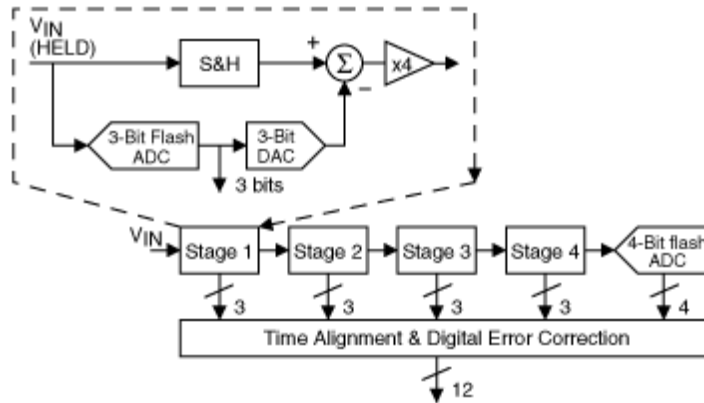 VIN
(HELD)
S&H
+
Σ
−
x4
3-Bit Flash
ADC
3-Bit
DAC
3 bits
VIN
Stage 1
Stage 2
Stage 3
Stage 4
4-Bit flash
ADC
3
3
3
3
4
Time Alignment & Digital Error Correction
12